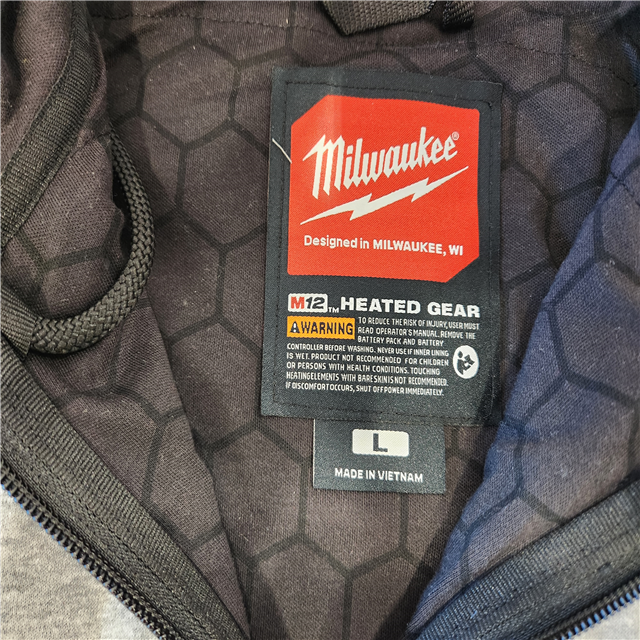 Milwaukee®
Designed in MILWAUKEE, WI
M12™ HEATED GEAR
WARNING
TO REDUCE THE RISK OF INJURY, USER MUST
READ OPERATOR'S MANUAL. REMOVE THE
BATTERY PACK AND BATTERY
CONTROLLER BEFORE WASHING. NEVER USE IF INNER LINING
IS WET. PRODUCT NOT RECOMMENDED FOR CHILDREN
OR PERSONS WITH HEALTH CONDITIONS. TOUCHING
HEATING ELEMENTS WITH BARE SKIN IS NOT RECOMMENDED.
IF DISCOMFORT OCCURS, SHUT OFF POWER IMMEDIATELY.
L
MADE IN VIETNAM